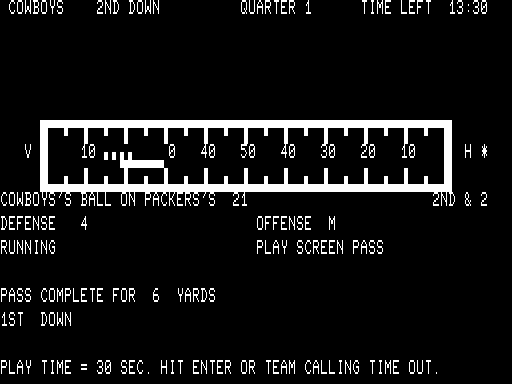 COWBOYS 2ND DOWN QUARTER 1 TIME LEFT 13:30
V 10 0 40 50 40 30 20 10 H *
COWBOYS'S BALL ON PACKERS'S 21 2ND & 2
DEFENSE 4 OFFENSE M
RUNNING PLAY SCREEN PASS
PASS COMPLETE FOR 6 YARDS
1ST DOWN
PLAY TIME = 30 SEC. HIT ENTER OR TEAM CALLING TIME OUT.